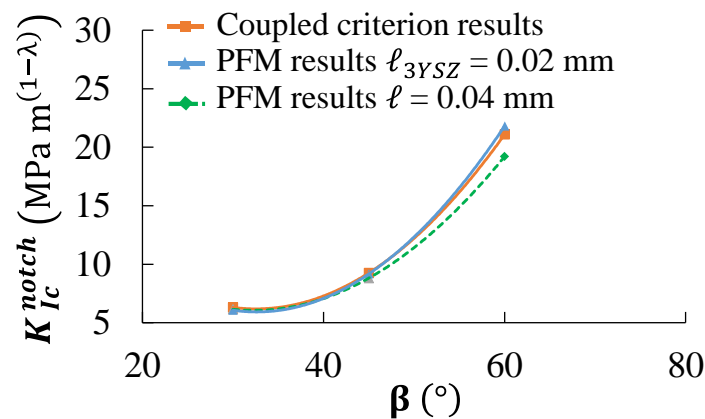 Coupled criterion results
PFM results ℓ₃YSZ = 0.02 mm
PFM results ℓ = 0.04 mm
K_Ic^notch (MPa m^(1−λ))
30
25
20
15
10
5
20 40 60 80
β (°)